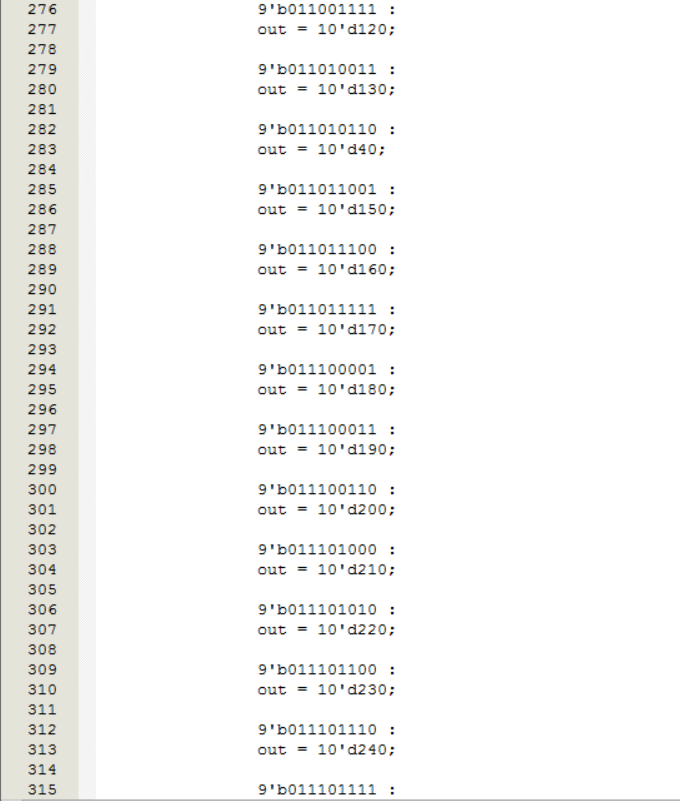 276 9'b011001111 :
277 out = 10'd120;
278
279 9'b011010011 :
280 out = 10'd130;
281
282 9'b011010110 :
283 out = 10'd40;
284
285 9'b011011001 :
286 out = 10'd150;
287
288 9'b011011100 :
289 out = 10'd160;
290
291 9'b011011111 :
292 out = 10'd170;
293
294 9'b011100001 :
295 out = 10'd180;
296
297 9'b011100011 :
298 out = 10'd190;
299
300 9'b011100110 :
301 out = 10'd200;
302
303 9'b011101000 :
304 out = 10'd210;
305
306 9'b011101010 :
307 out = 10'd220;
308
309 9'b011101100 :
310 out = 10'd230;
311
312 9'b011101110 :
313 out = 10'd240;
314
315 9'b011101111 :